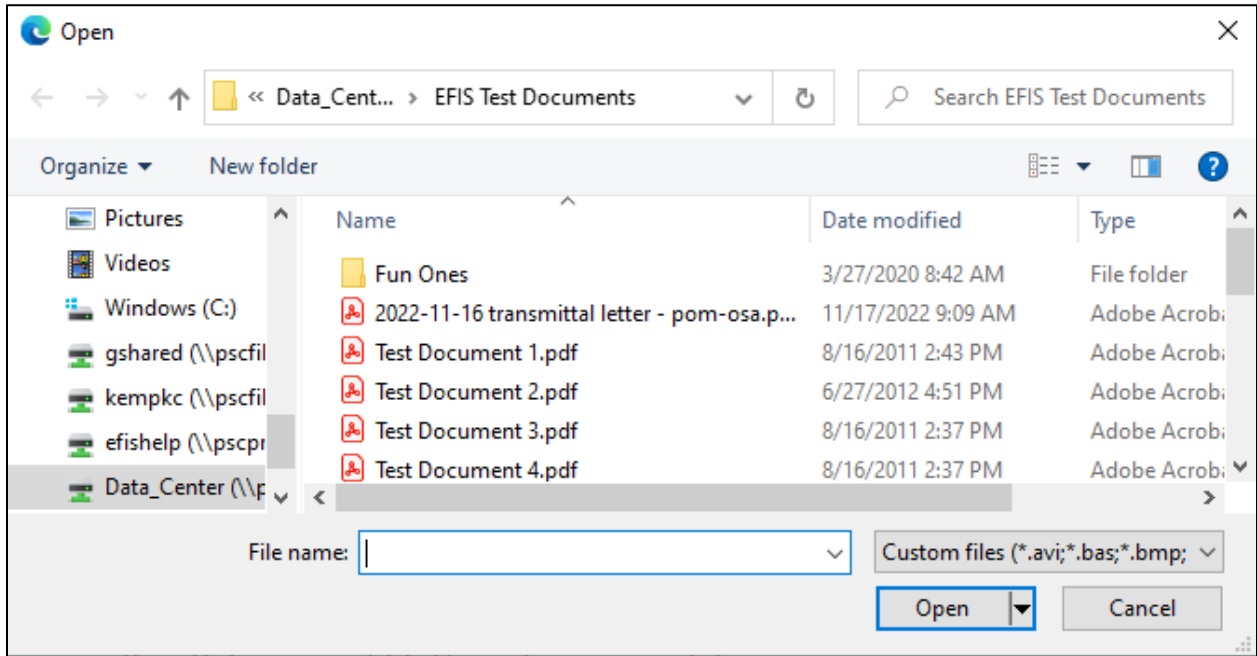 Open
« Data_Cent... > EFIS Test Documents
Search EFIS Test Documents
Organize
New folder
Pictures
Videos
Windows (C:)
gshared (\\pscfil
kempkc (\\pscfil
efishelp (\\pscpr
Data_Center (\\p
Name Date modified Type
Fun Ones 3/27/2020 8:42 AM File folder
2022-11-16 transmittal letter - pom-osa.p... 11/17/2022 9:09 AM Adobe Acroba
Test Document 1.pdf 8/16/2011 2:43 PM Adobe Acroba
Test Document 2.pdf 6/27/2012 4:51 PM Adobe Acroba
Test Document 3.pdf 8/16/2011 2:37 PM Adobe Acroba
Test Document 4.pdf 8/16/2011 2:37 PM Adobe Acroba
File name:
Custom files (*.avi;*.bas;*.bmp;
Open
Cancel